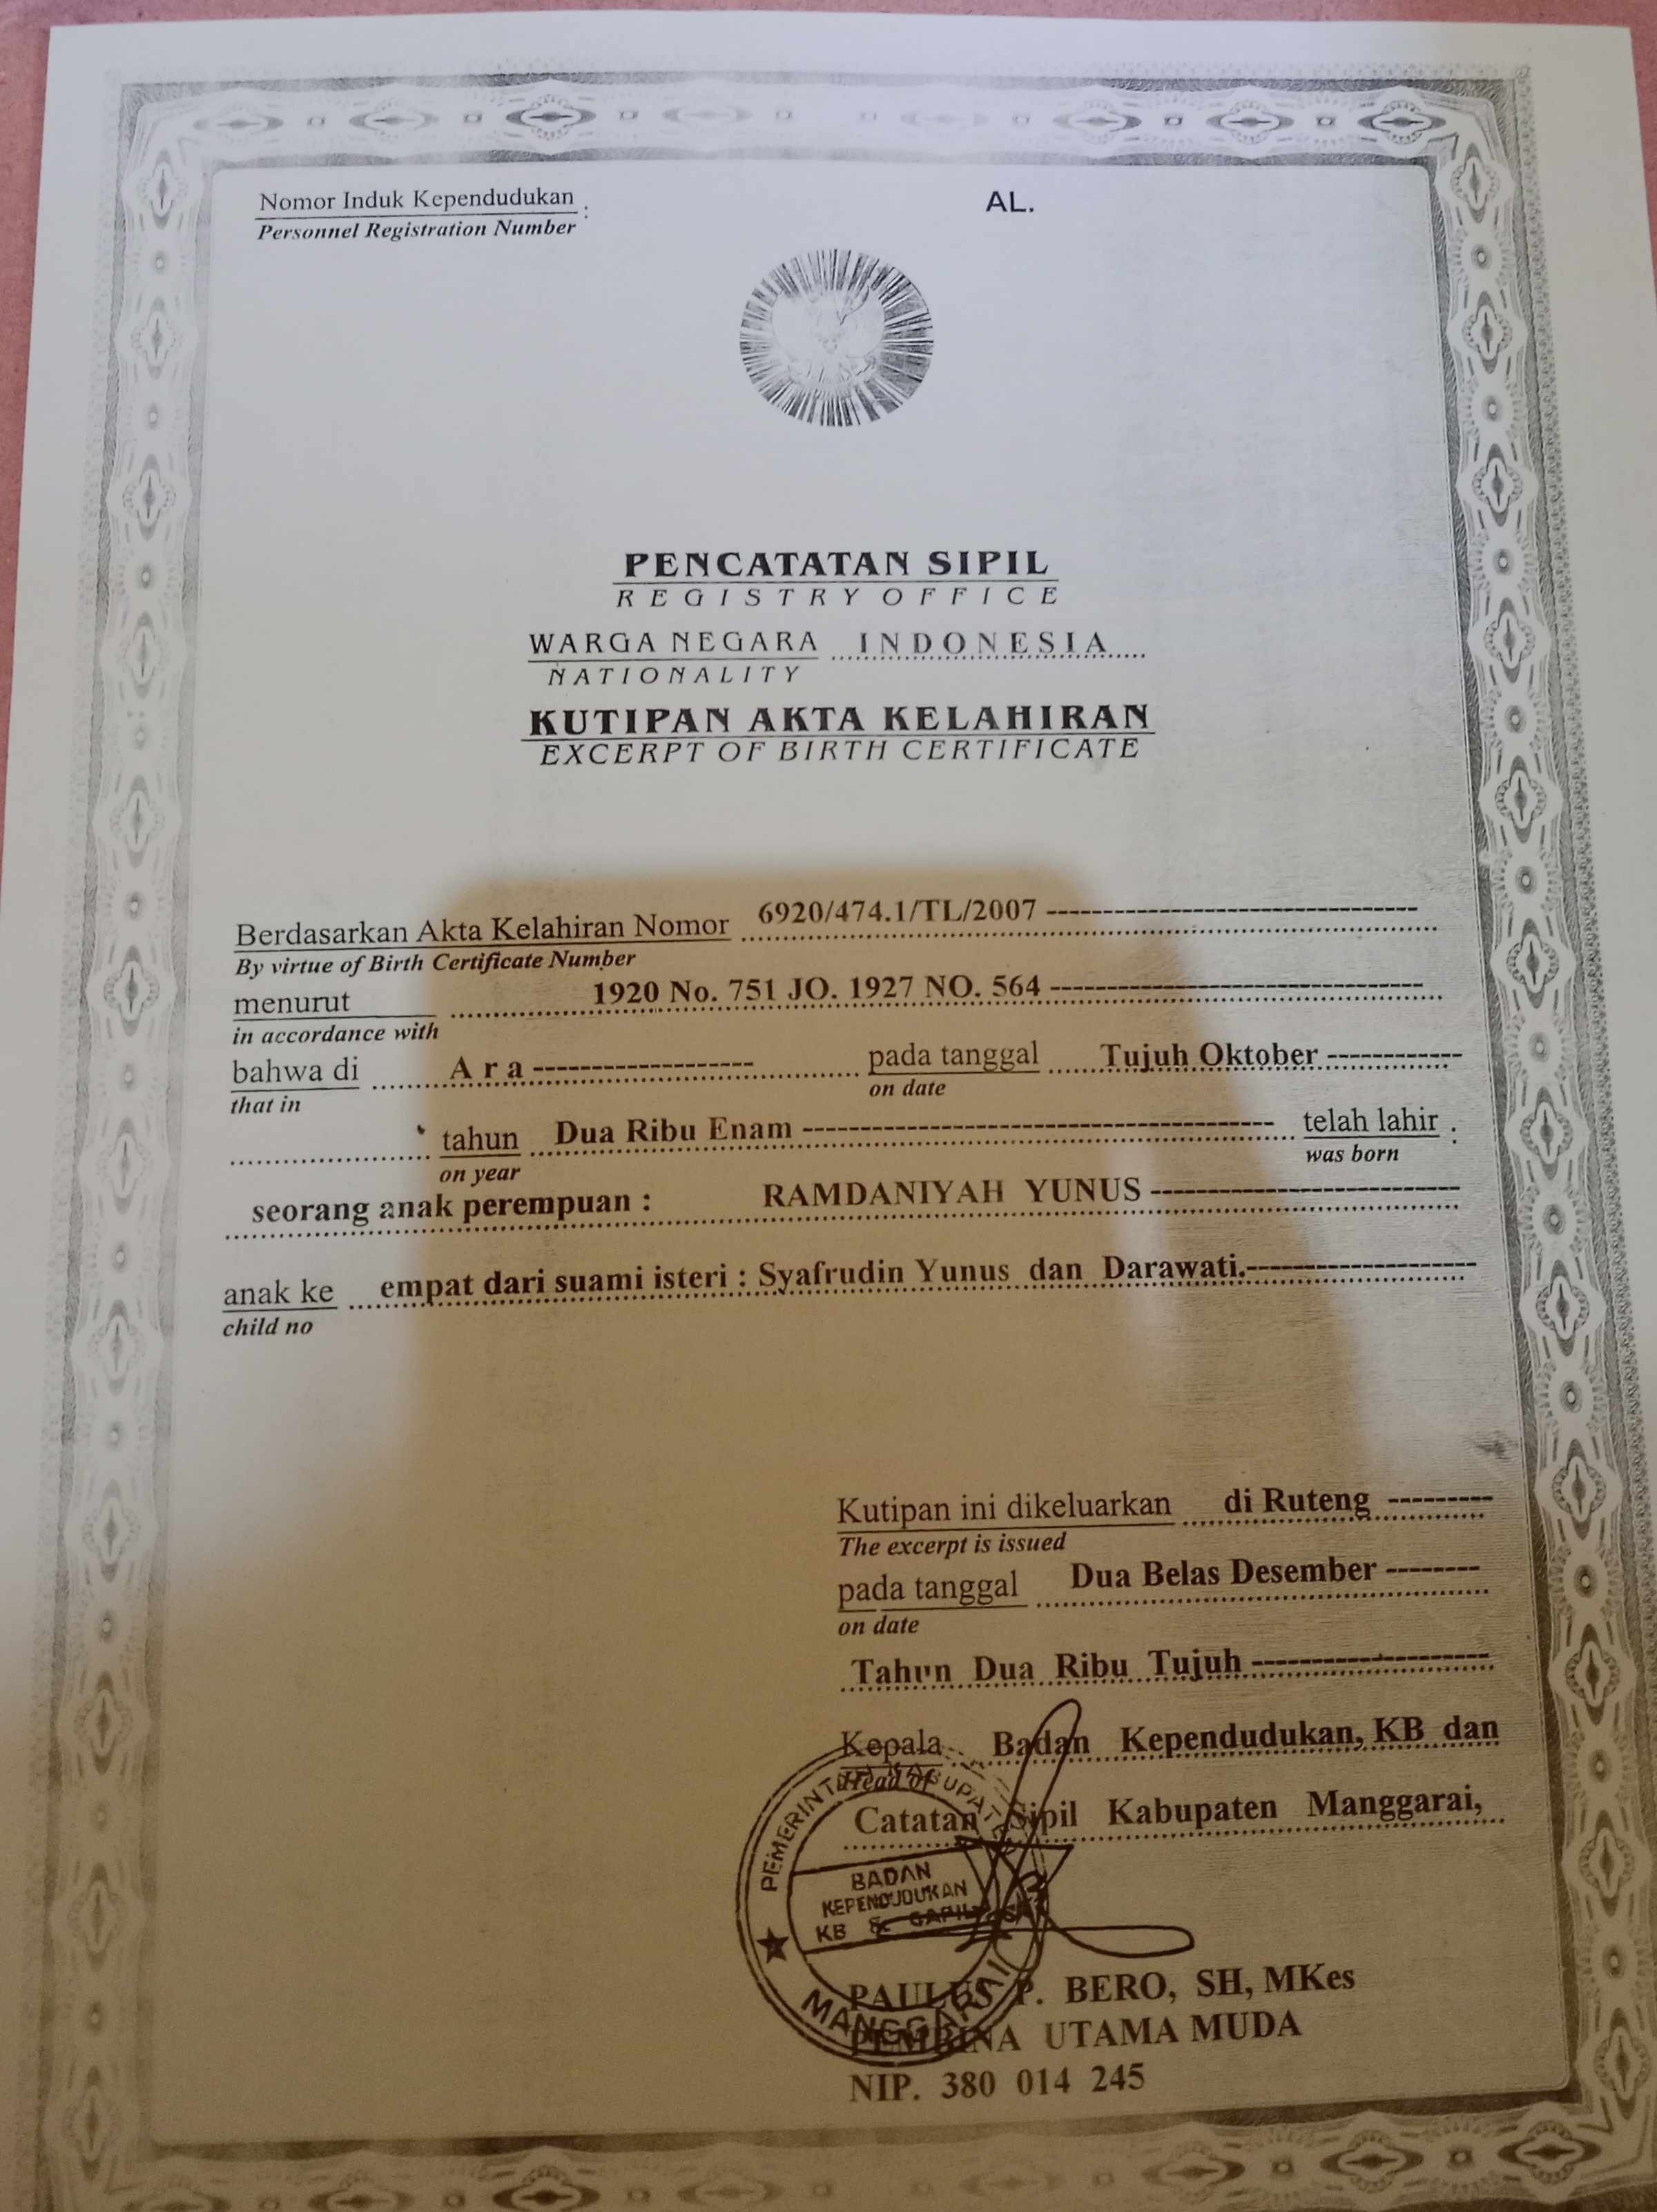 Nomor Induk Kependudukan :
Personnel Registration Number
AL.
PENCATATAN SIPIL
REGISTRY OFFICE
WARGA NEGARA INDONESIA
NATIONALITY
KUTIPAN AKTA KELAHIRAN
EXCERPT OF BIRTH CERTIFICATE
Berdasarkan Akta Kelahiran Nomor 6920/474.1/TL/2007
By virtue of Birth Certificate Number
menurut 1920 No. 751 JO. 1927 NO. 564
in accordance with
bahwa di A r a pada tanggal Tujuh Oktober
that in on date
tahun Dua Ribu Enam telah lahir :
on year was born
seorang anak perempuan : RAMDANIYAH YUNUS
anak ke empat dari suami isteri : Syafrudin Yunus dan Darawati.
child no
Kutipan ini dikeluarkan di Ruteng
The excerpt is issued
pada tanggal Dua Belas Desember
on date
Tahun Dua Ribu Tujuh
Kepala Badan Kependudukan, KB dan
Head of
Catatan Sipil Kabupaten Manggarai,
BADAN
KEPENDUDUKAN
KB & CAPIL
MANGGARAI
PAULUS P. BERO, SH, MKes
PEMBINA UTAMA MUDA
NIP. 380 014 245